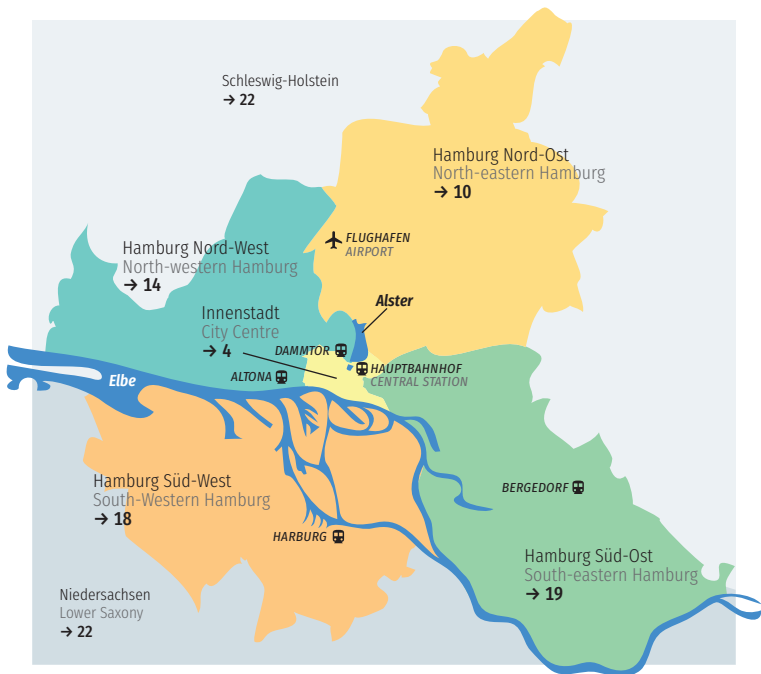 Schleswig-Holstein
→ 22
Hamburg Nord-Ost
North-eastern Hamburg
→ 10
FLUGHAFEN
AIRPORT
Hamburg Nord-West
North-western Hamburg
→ 14
Alster
Innenstadt
City Centre
→ 4
DAMMTOR
HAUPTBAHNHOF
CENTRAL STATION
ALTONA
Elbe
Hamburg Süd-West
South-Western Hamburg
→ 18
BERGEDORF
HARBURG
Hamburg Süd-Ost
South-eastern Hamburg
→ 19
Niedersachsen
Lower Saxony
→ 22